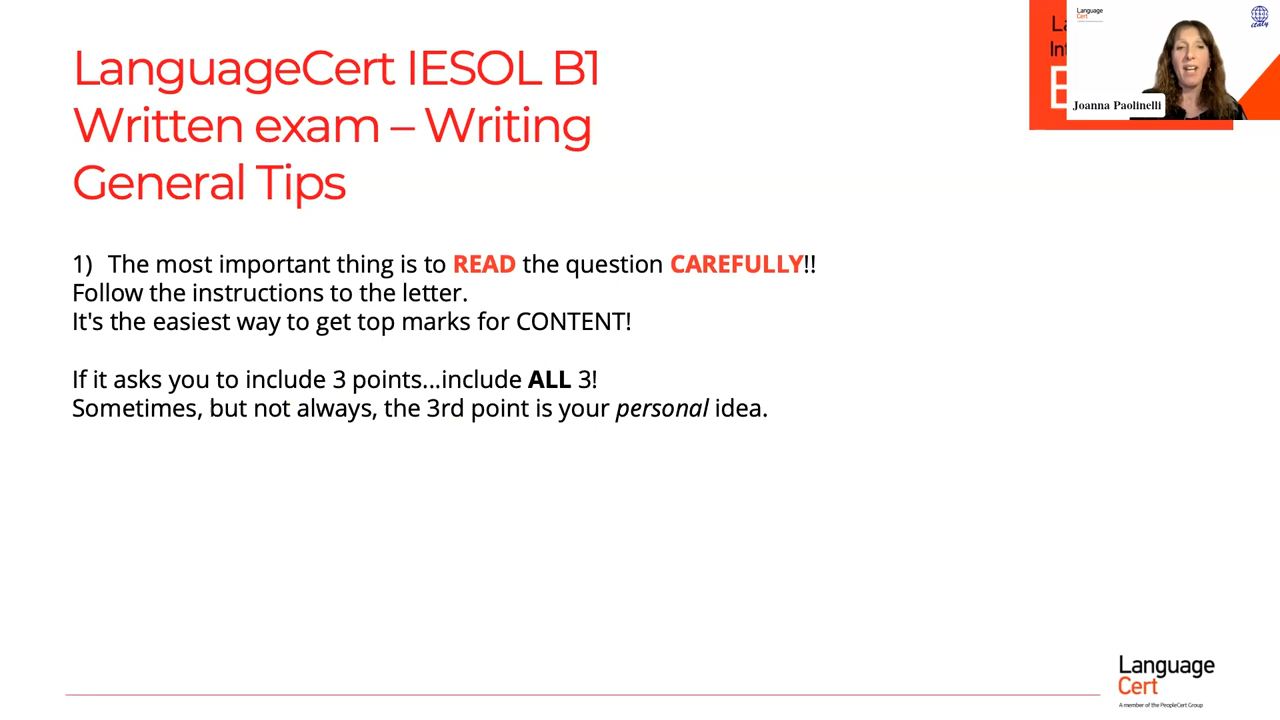 LanguageCert IESOL B1
Written exam – Writing
General Tips
Language
Cert
Joanna Paolinelli
1) The most important thing is to READ the question CAREFULLY!!
Follow the instructions to the letter.
It's the easiest way to get top marks for CONTENT!
If it asks you to include 3 points...include ALL 3!
Sometimes, but not always, the 3rd point is your personal idea.
Language
Cert
A member of the PeopleCert Group